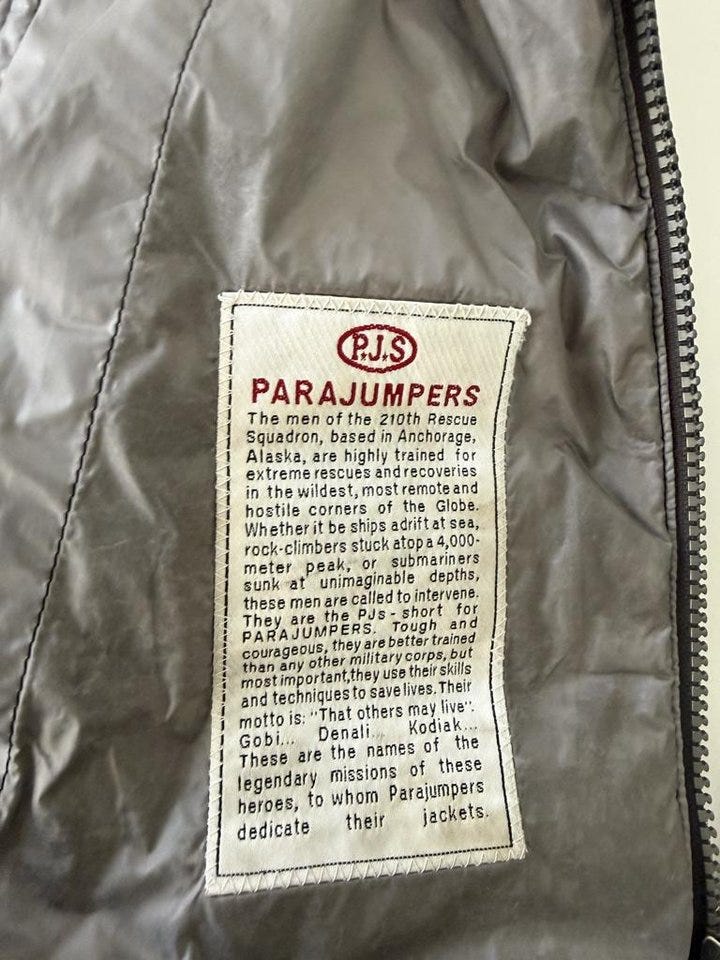 P.J.S
PARAJUMPERS
The men of the 210th Rescue
Squadron, based in Anchorage,
Alaska, are highly trained for
extreme rescues and recoveries
in the wildest, most remote and
hostile corners of the Globe.
Whether it be ships adrift at sea,
rock-climbers stuck atop a 4,000-
meter peak, or submariners
sunk at unimaginable depths,
these men are called to intervene.
They are the PJs - short for
PARAJUMPERS. Tough and
courageous, they are better trained
than any other military corps, but
most important, they use their skills
and techniques to save lives. Their
motto is: "That others may live".
Gobi... Denali... Kodiak...
These are the names of the
legendary missions of these
heroes, to whom Parajumpers
dedicate their jackets.